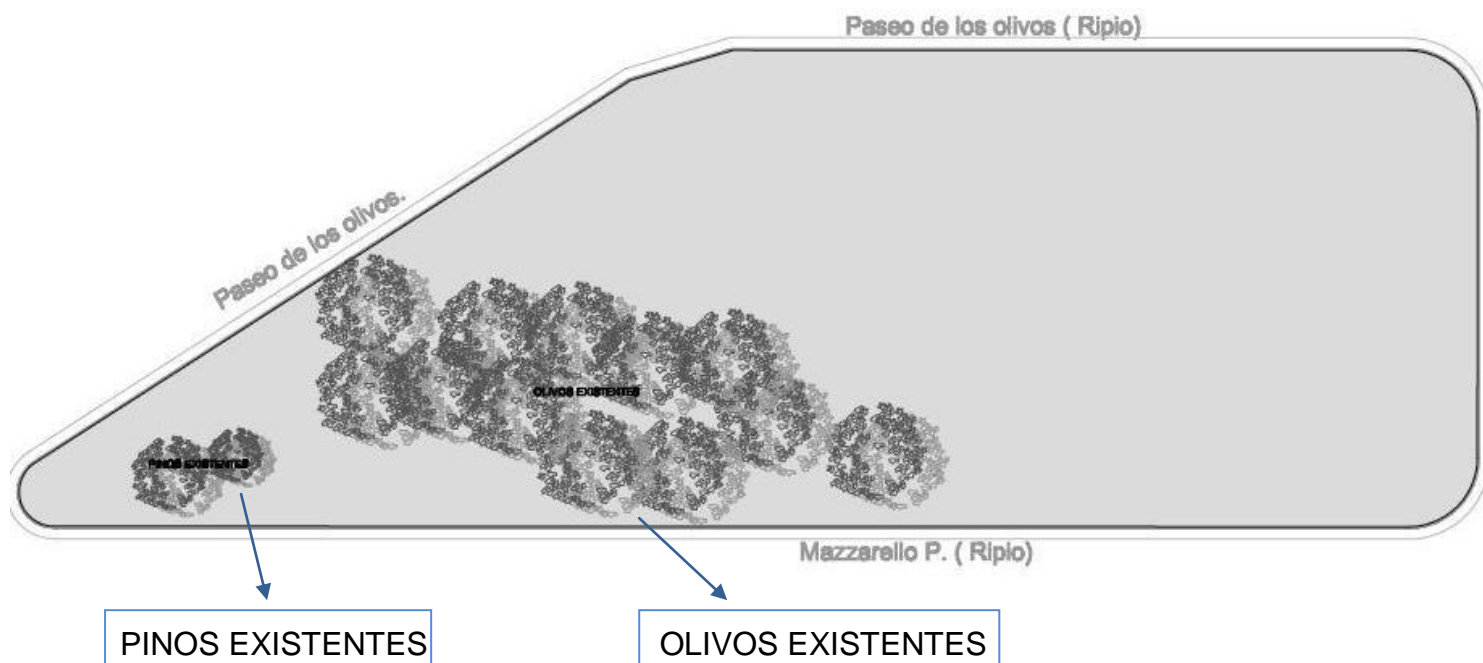 Paseo de los olivos ( Ripio)
Paseo de los olivos.
OLIVOS EXISTENTES
PINOS EXISTENTES
Mazzarello P. ( Ripio)
PINOS EXISTENTES
OLIVOS EXISTENTES